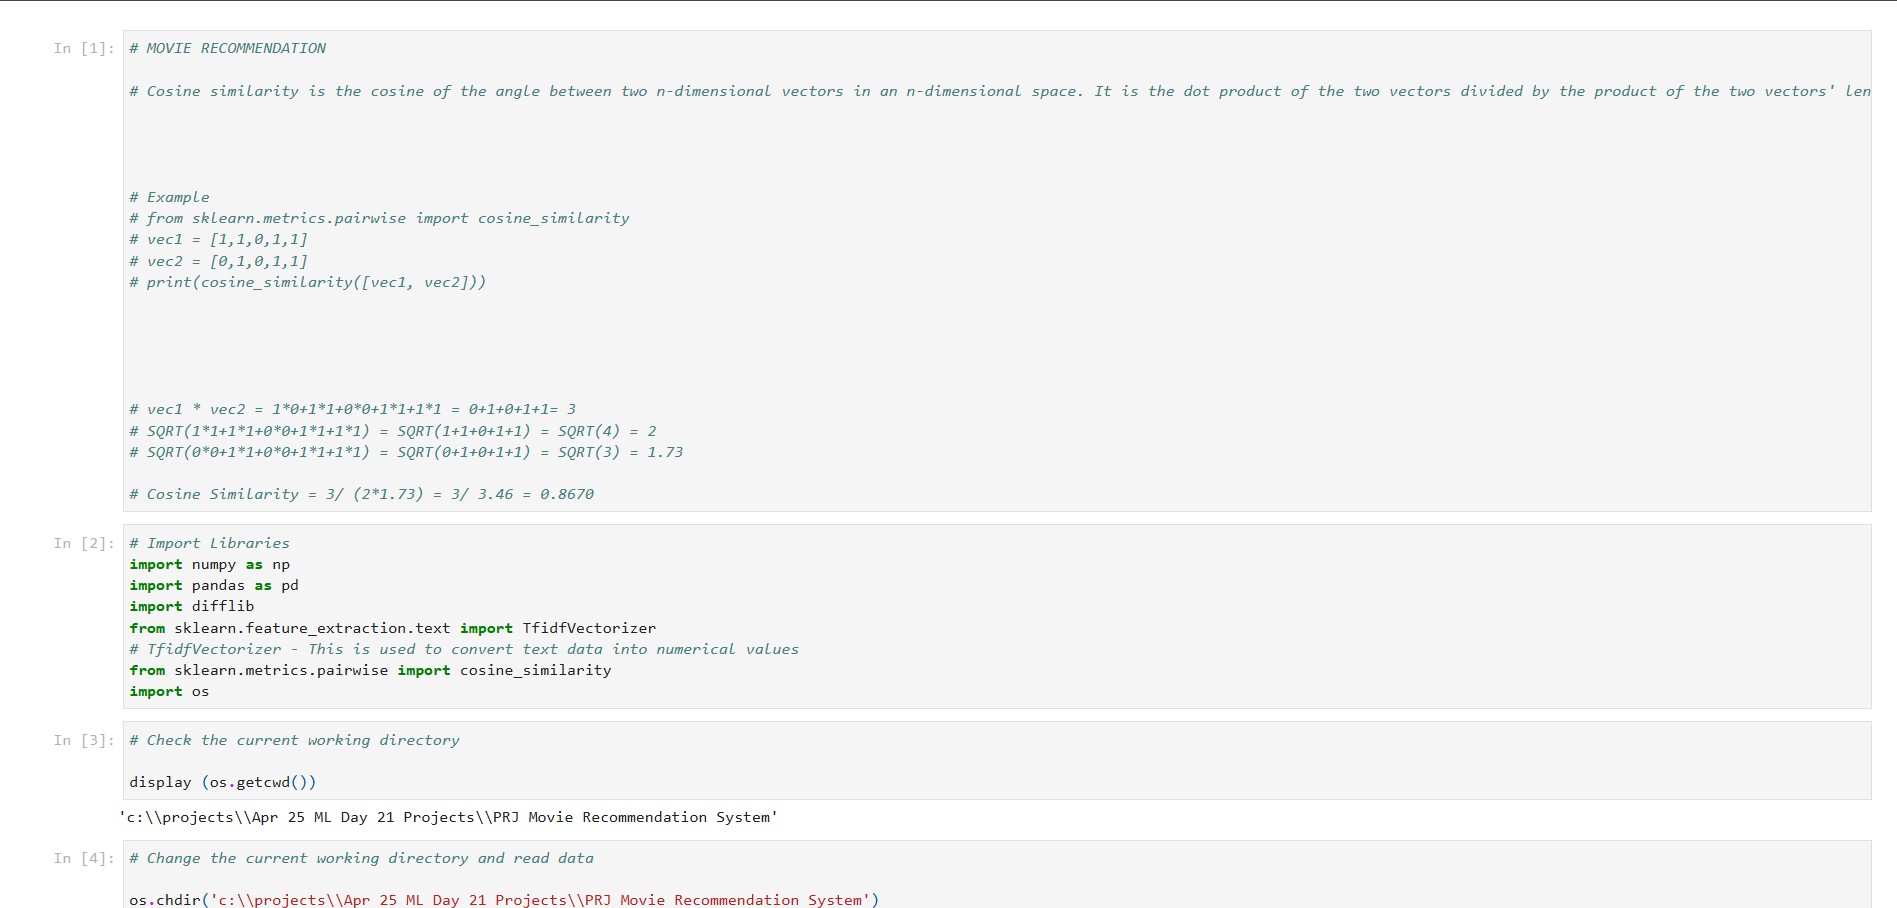 In [1]: # MOVIE RECOMMENDATION
# Cosine similarity is the cosine of the angle between two n-dimensional vectors in an n-dimensional space. It is the dot product of the two vectors divided by the product of the two vectors' len
# Example
# from sklearn.metrics.pairwise import cosine_similarity
# vec1 = [1,1,0,1,1]
# vec2 = [0,1,0,1,1]
# print(cosine_similarity([vec1, vec2]))
# vec1 * vec2 = 1*0+1*1+0*0+1*1+1*1 = 0+1+0+1+1= 3
# SQRT(1*1+1*1+0*0+1*1+1*1) = SQRT(1+1+0+1+1) = SQRT(4) = 2
# SQRT(0*0+1*1+0*0+1*1+1*1) = SQRT(0+1+0+1+1) = SQRT(3) = 1.73
# Cosine Similarity = 3/ (2*1.73) = 3/ 3.46 = 0.8670
In [2]: # Import Libraries
import numpy as np
import pandas as pd
import difflib
from sklearn.feature_extraction.text import TfidfVectorizer
# TfidfVectorizer - This is used to convert text data into numerical values
from sklearn.metrics.pairwise import cosine_similarity
import os
In [3]: # Check the current working directory
display (os.getcwd())
'c:\\projects\\Apr 25 ML Day 21 Projects\\PRJ Movie Recommendation System'
In [4]: # Change the current working directory and read data
os.chdir('c:\\projects\\Apr 25 ML Day 21 Projects\\PRJ Movie Recommendation System')